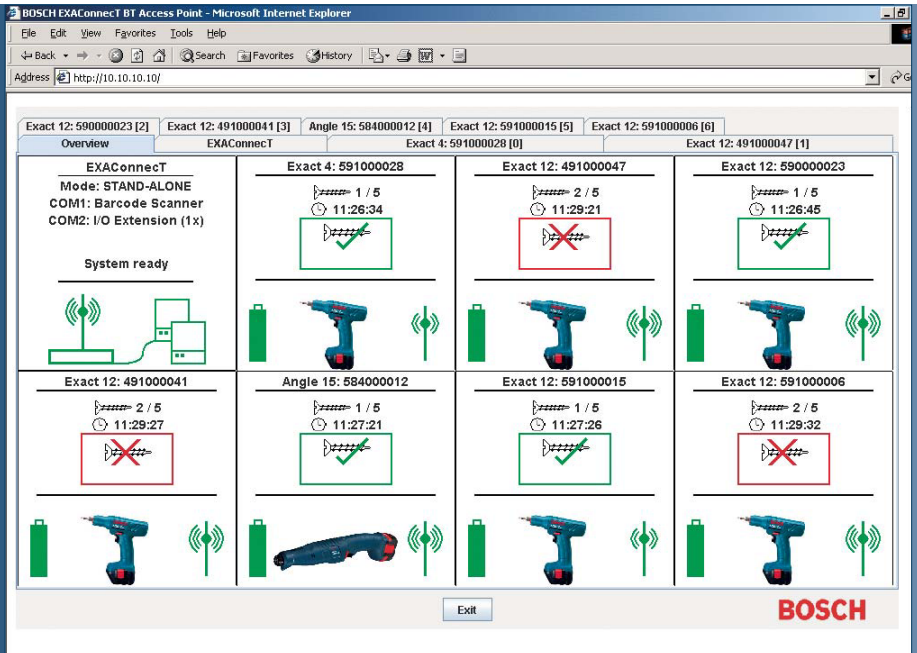 BOSCH EXAConnecT BT Access Point - Microsoft Internet Explorer
File Edit View Favorites Tools Help
Back Search Favorites History
Address http://10.10.10.10/
Exact 12: 590000023 [2] Exact 12: 491000041 [3] Angle 15: 584000012 [4] Exact 12: 591000015 [5] Exact 12: 591000006 [6]
Overview EXAConnecT Exact 4: 591000028 [0] Exact 12: 491000047 [1]
EXAConnecT
Mode: STAND-ALONE
COM1: Barcode Scanner
COM2: I/O Extension (1x)
System ready
Exact 4: 591000028
1 / 5
11:26:34
Exact 12: 491000047
2 / 5
11:29:21
Exact 12: 590000023
1 / 5
11:26:45
Exact 12: 491000041
2 / 5
11:29:27
Angle 15: 584000012
1 / 5
11:27:21
Exact 12: 591000015
1 / 5
11:27:26
Exact 12: 591000006
2 / 5
11:29:32
Exit
BOSCH